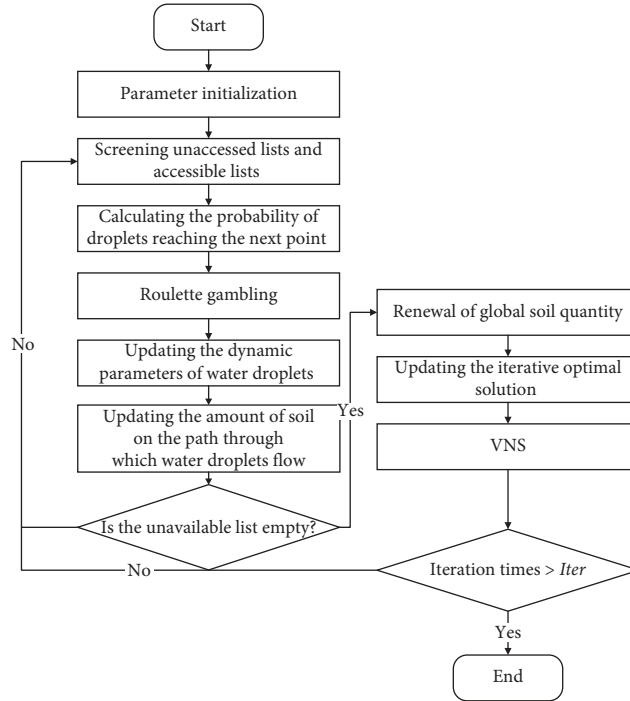 Start
Parameter initialization
Screening unaccessed lists and
accessible lists
Calculating the probability of
droplets reaching the next point
Roulette gambling
Updating the dynamic
parameters of water droplets
Updating the amount of soil
on the path through
which water droplets flow
Is the unavailable list empty?
No
Yes
Renewal of global soil quantity
Updating the iterative optimal
solution
VNS
Iteration times > Iter
No
Yes
End